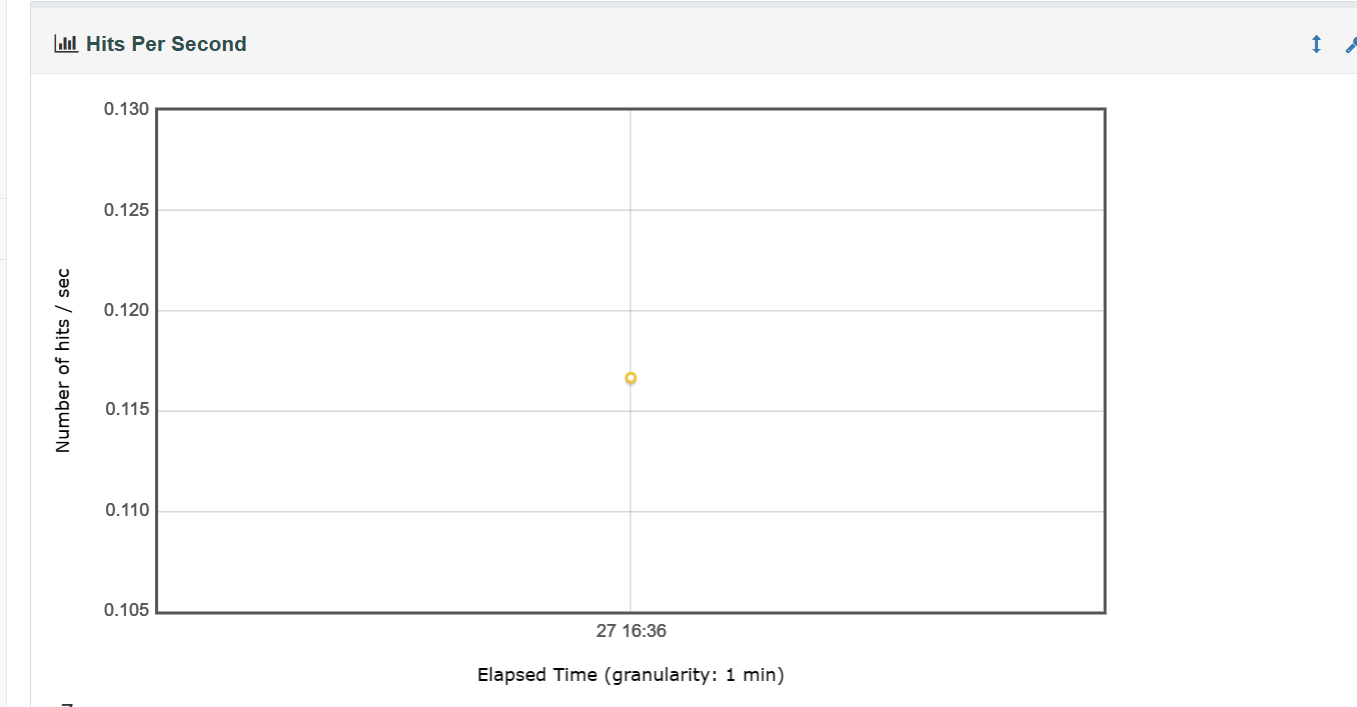 Hits Per Second
0.130
0.125
0.120
0.115
0.110
0.105
Number of hits / sec
27 16:36
Elapsed Time (granularity: 1 min)